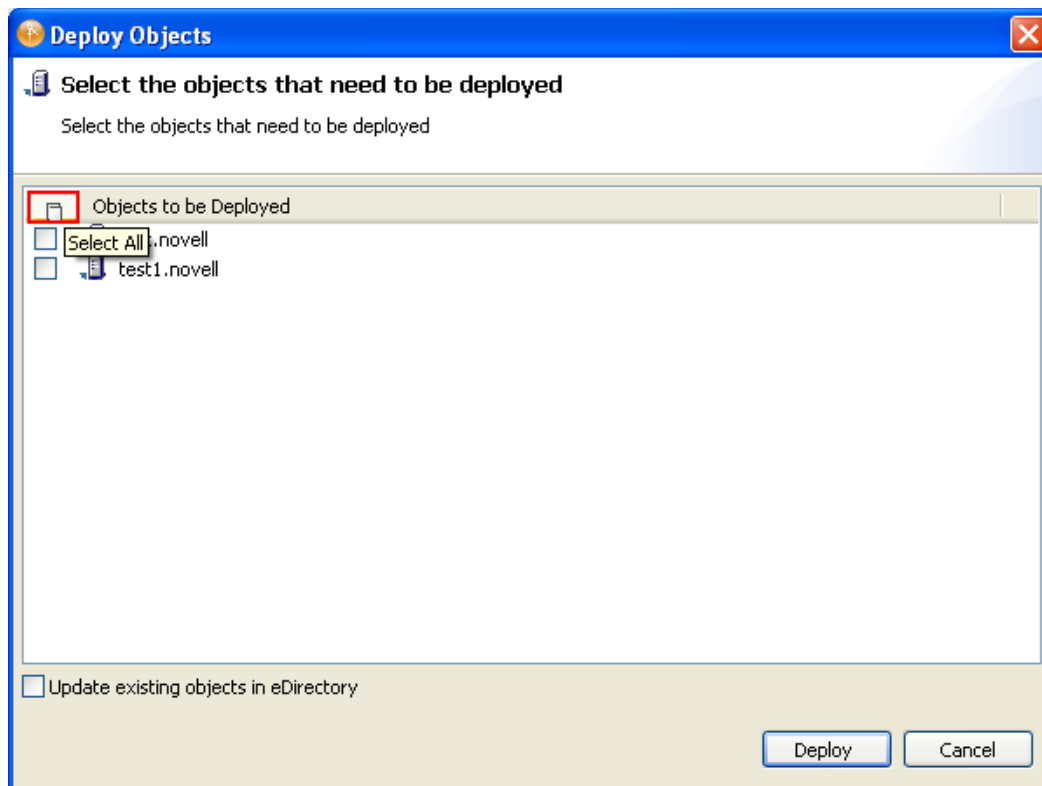 Deploy Objects
Select the objects that need to be deployed
Select the objects that need to be deployed
Objects to be Deployed
Select All
.novell
test1.novell
Update existing objects in eDirectory
Deploy Cancel